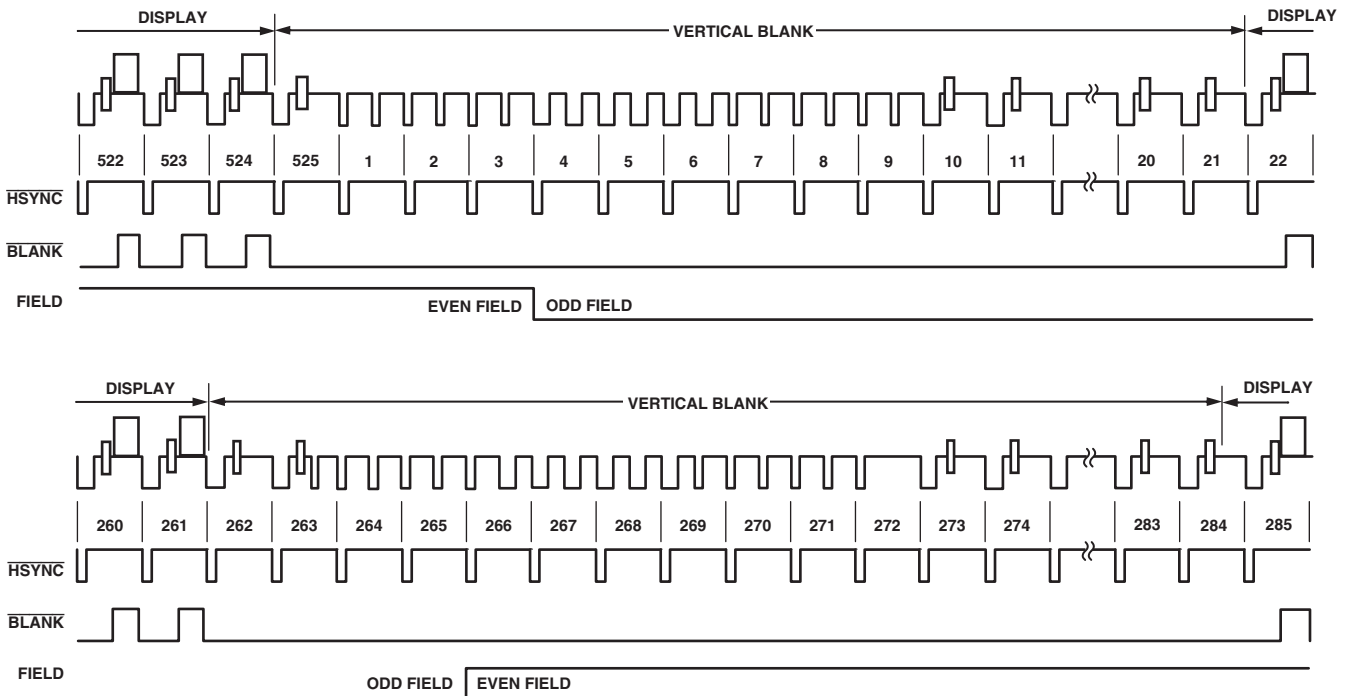 DISPLAY VERTICAL BLANK DISPLAY
522 523 524 525 1 2 3 4 5 6 7 8 9 10 11 20 21 22
HSYNC
BLANK
FIELD EVEN FIELD ODD FIELD
DISPLAY VERTICAL BLANK DISPLAY
260 261 262 263 264 265 266 267 268 269 270 271 272 273 274 283 284 285
HSYNC
BLANK
FIELD ODD FIELD EVEN FIELD